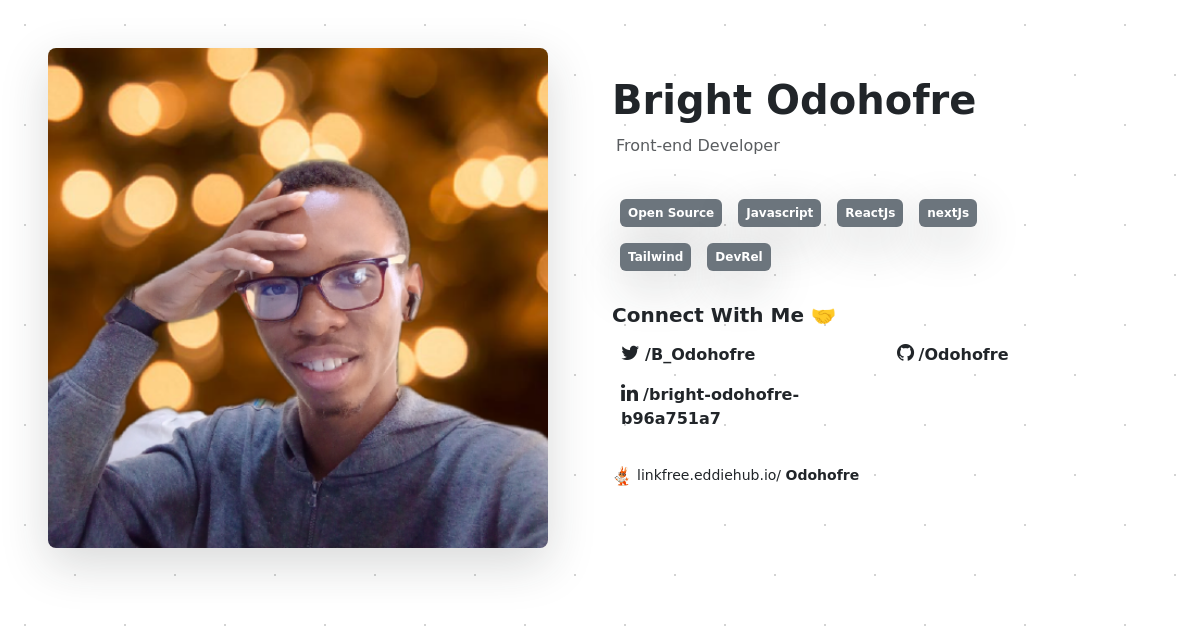 Bright Odohofre
Front-end Developer
Open Source Javascript ReactJs nextJs
Tailwind DevRel
Connect With Me 🤝
/B_Odohofre /Odohofre
/bright-odohofre-
b96a751a7
linkfree.eddiehub.io/ Odohofre